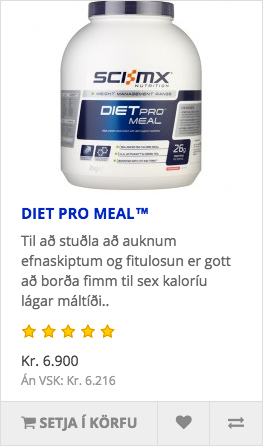 SCI-MX
NUTRITION
WEIGHT MANAGEMENT RANGE
DIET PRO™
MEAL
26g
DIET PRO MEAL™
Til að stuðla að auknum
efnaskiptum og fitulosun er gott
að borða fimm til sex kaloríu
lágar máltíði..
Kr. 6.900
Án VSK: Kr. 6.216
SETJA Í KÖRFU